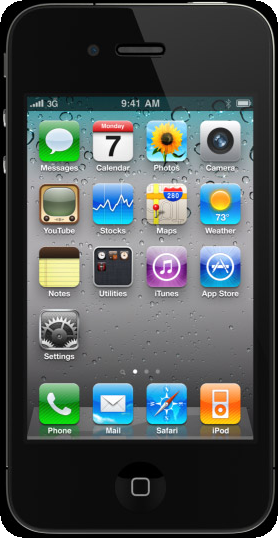 3G 9:41 AM
Monday
7
280
Messages Calendar Photos Camera
73°
YouTube Stocks Maps Weather
Notes Utilities iTunes App Store
Settings
Phone Mail Safari iPod